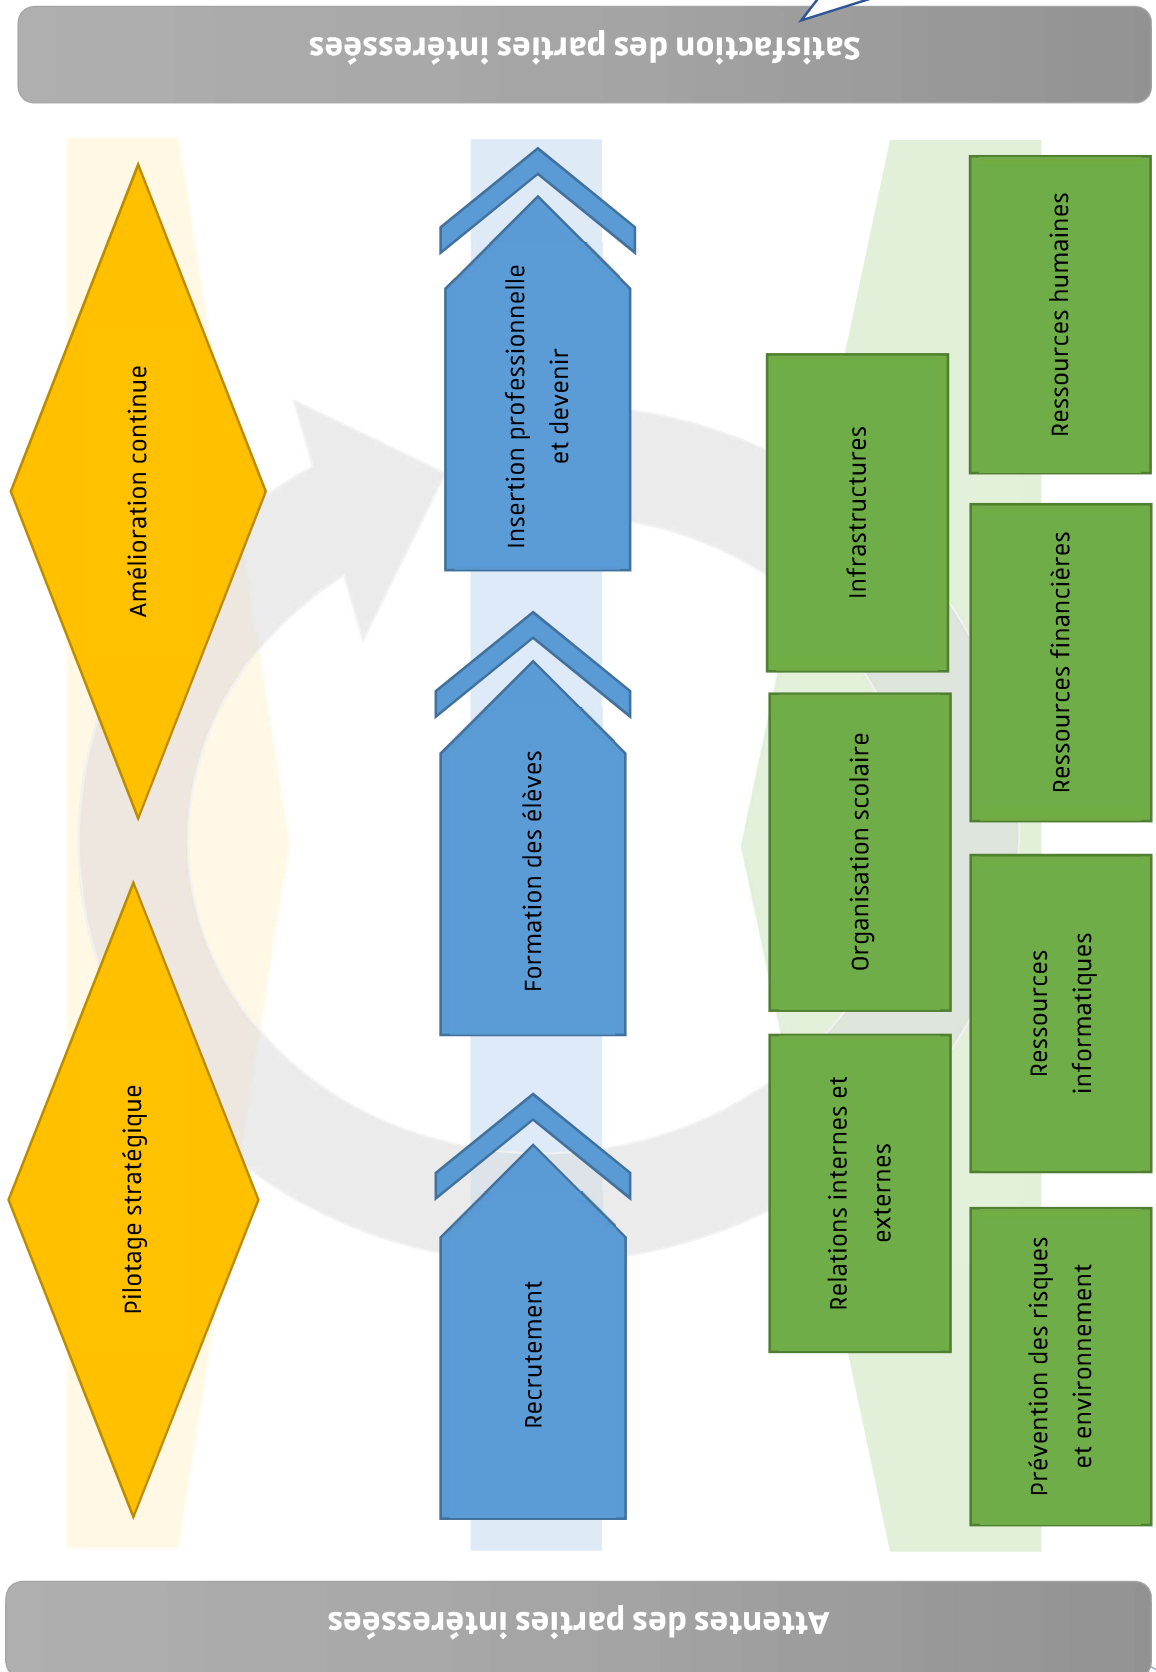 Attentes des parties intéressées
Pilotage stratégique
Amélioration continue
Recrutement
Formation des élèves
Insertion professionnelle
et devenir
Relations internes et
externes
Organisation scolaire
Infrastructures
Prévention des risques
et environnement
Ressources
informatiques
Ressources financières
Ressources humaines
Satisfaction des parties intéressées